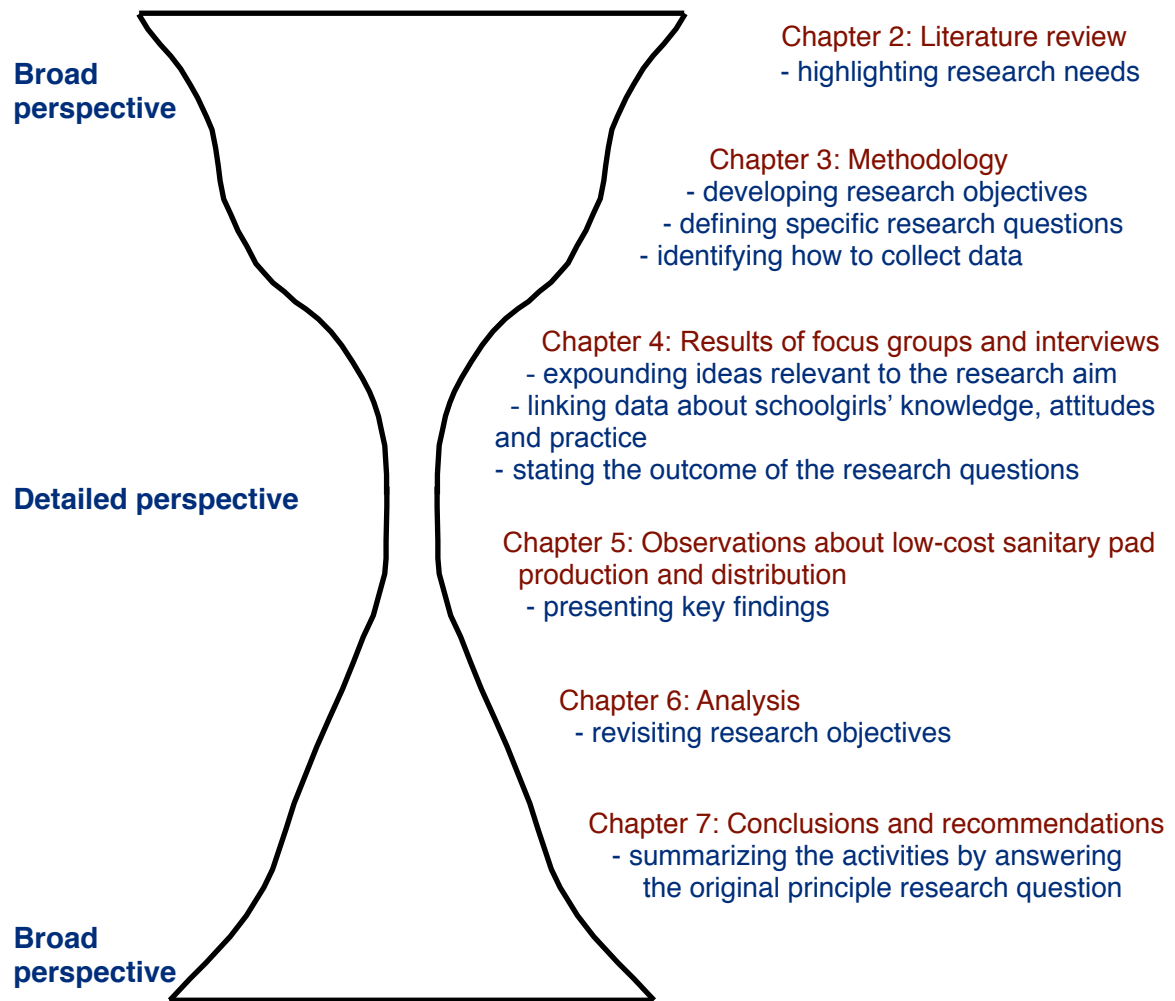 Chapter 2: Literature review
- highlighting research needs
Broad
perspective
Chapter 3: Methodology
- developing research objectives
- defining specific research questions
- identifying how to collect data
Chapter 4: Results of focus groups and interviews
- expounding ideas relevant to the research aim
- linking data about schoolgirls’ knowledge, attitudes
and practice
- stating the outcome of the research questions
Detailed perspective
Chapter 5: Observations about low-cost sanitary pad
production and distribution
- presenting key findings
Chapter 6: Analysis
- revisiting research objectives
Chapter 7: Conclusions and recommendations
- summarizing the activities by answering
the original principle research question
Broad
perspective